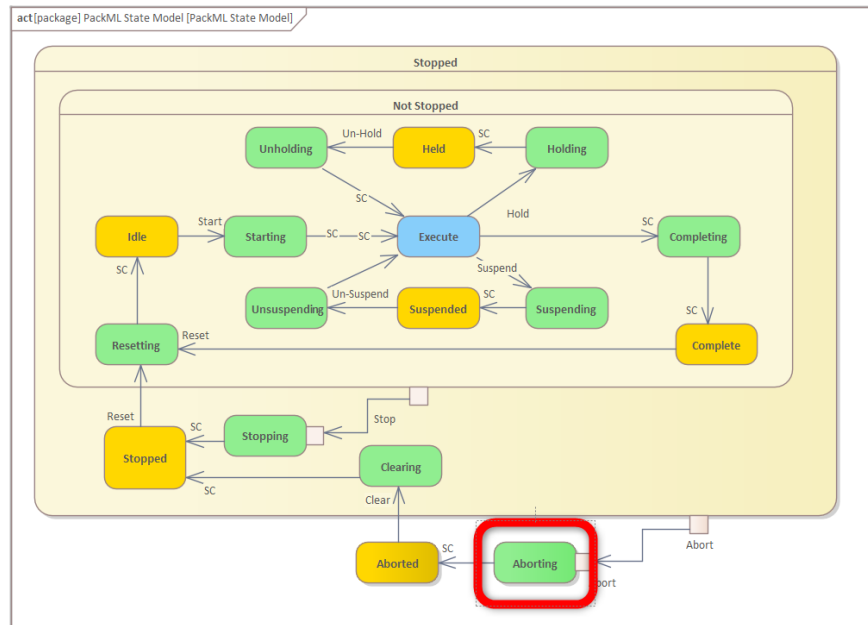 act [package] PackML State Model [PackML State Model]
Stopped
Not Stopped
Unholding
Un-Hold
Held
SC
Holding
SC
Hold
Idle
Start
Starting
SC
SC
Execute
SC
Completing
SC
Suspend
Un-Suspend
SC
Unsuspending
Suspended
Suspending
SC
Resetting
Reset
Complete
Reset
Stop
Stopped
SC
Stopping
SC
Clearing
Clear
Abort
SC
Aborted
Aborting
bort